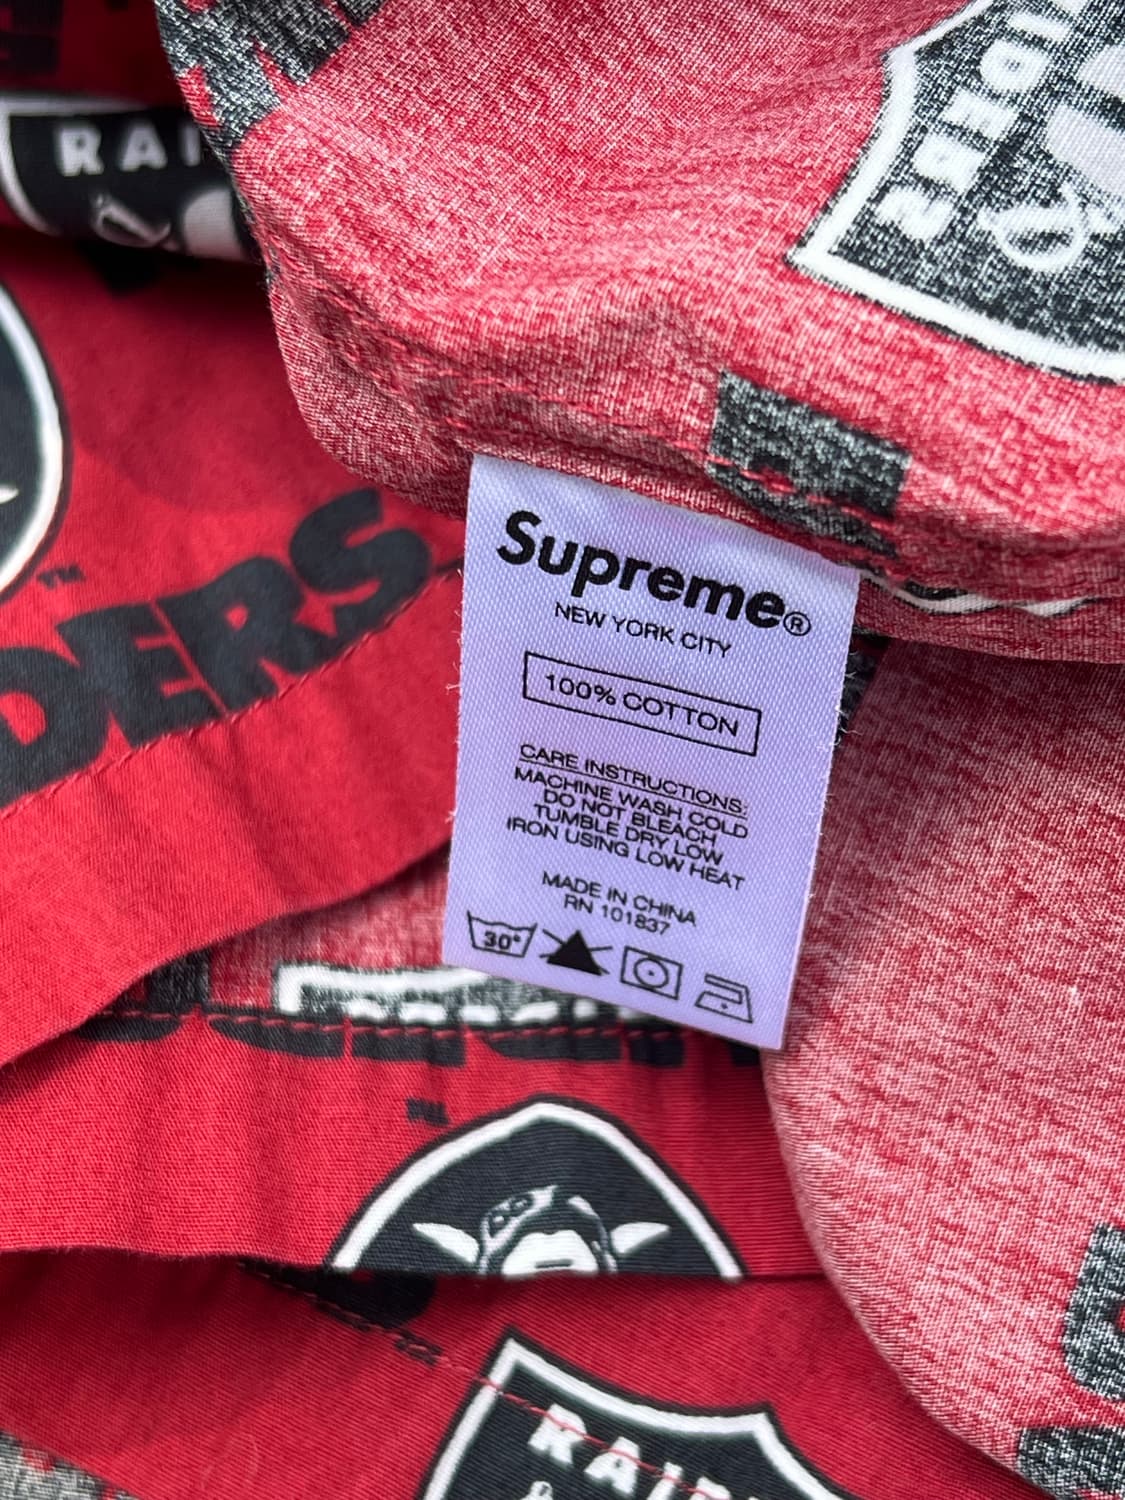 RAI
TM
DERS
Supreme®
NEW YORK CITY
100% COTTON
CARE INSTRUCTIONS:
MACHINE WASH COLD
DO NOT BLEACH
TUMBLE DRY LOW
IRON USING LOW HEAT
MADE IN CHINA
RN 101837
30°
RAI